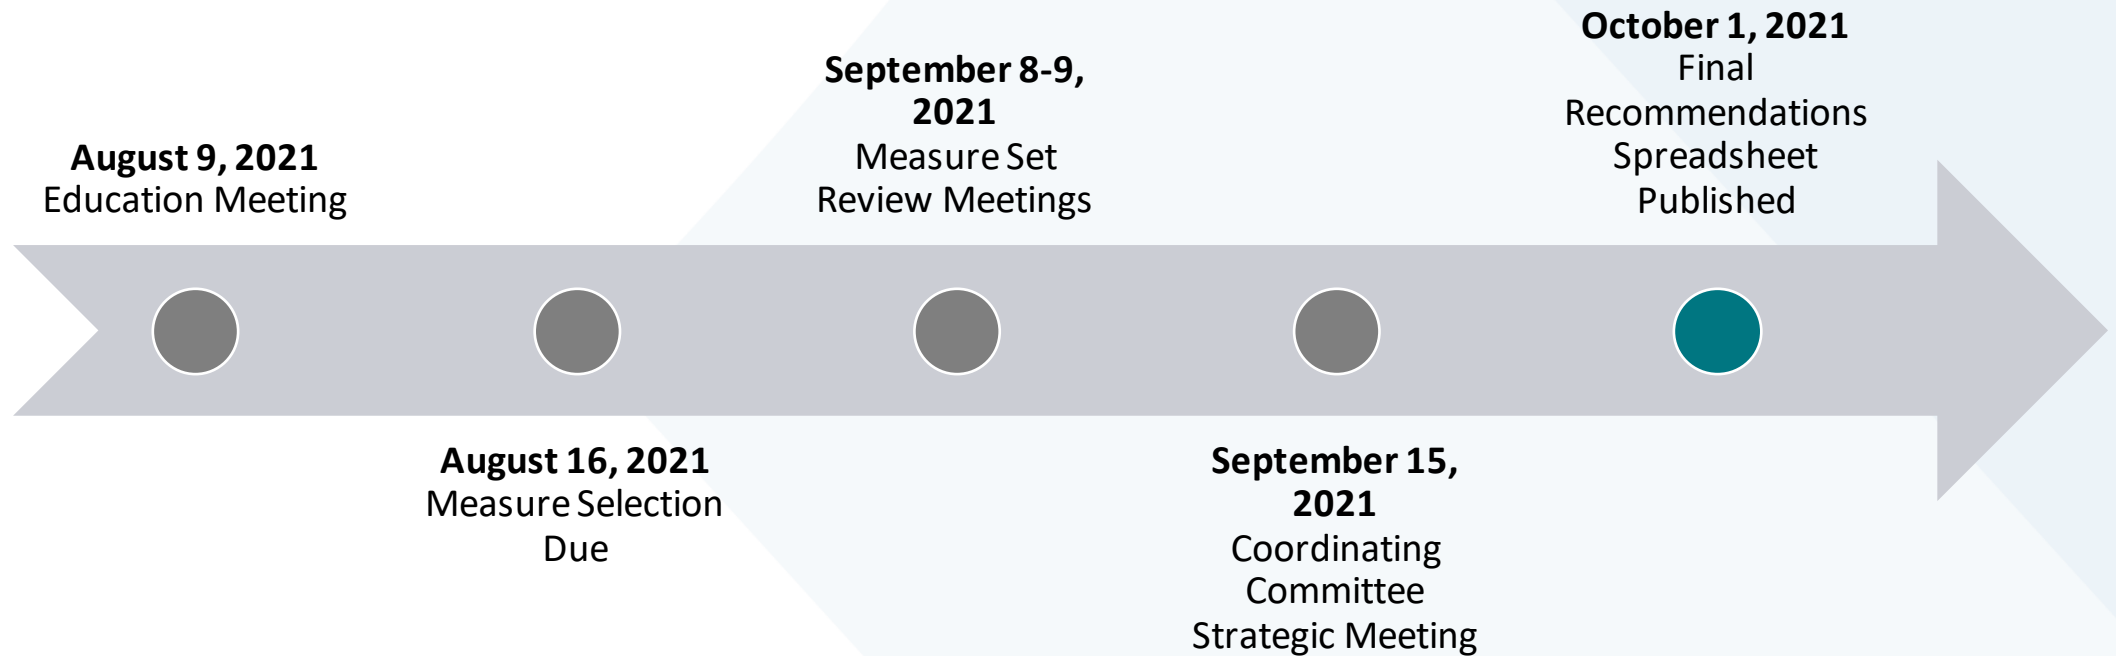 August 9, 2021
Education Meeting
August 16, 2021
Measure Selection
Due
September 8-9,
2021
Measure Set
Review Meetings
September 15,
2021
Coordinating
Committee
Strategic Meeting
October 1, 2021
Final
Recommendations
Spreadsheet
Published